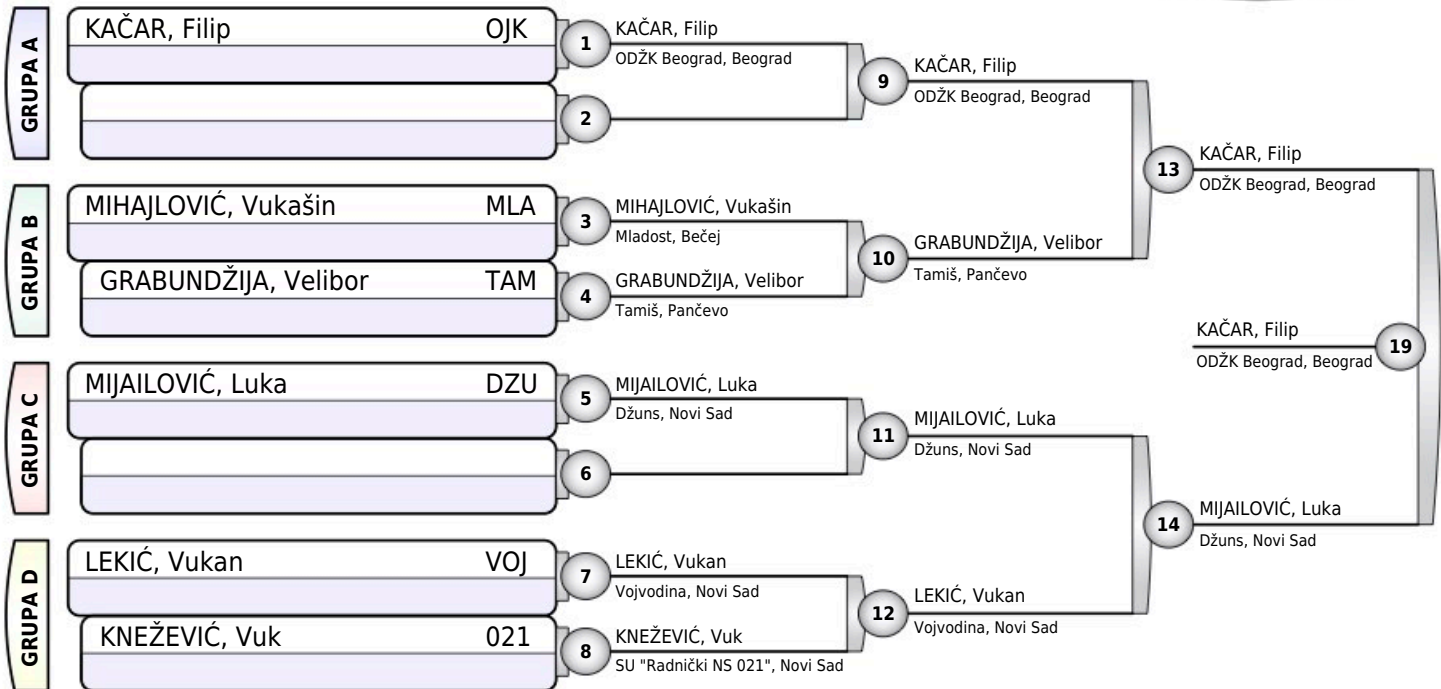 GRUPA A
KAČAR, Filip OJK
1
KAČAR, Filip
ODŽK Beograd, Beograd
2
9
KAČAR, Filip
ODŽK Beograd, Beograd
13
KAČAR, Filip
ODŽK Beograd, Beograd
GRUPA B
MIHAJLOVIĆ, Vukašin MLA
3
MIHAJLOVIĆ, Vukašin
Mladost, Bečej
GRABUNDŽIJA, Velibor TAM
4
GRABUNDŽIJA, Velibor
Tamiš, Pančevo
10
GRABUNDŽIJA, Velibor
Tamiš, Pančevo
KAČAR, Filip
ODŽK Beograd, Beograd
19
GRUPA C
MIJAILOVIĆ, Luka DZU
5
MIJAILOVIĆ, Luka
Džuns, Novi Sad
6
11
MIJAILOVIĆ, Luka
Džuns, Novi Sad
14
MIJAILOVIĆ, Luka
Džuns, Novi Sad
GRUPA D
LEKIĆ, Vukan VOJ
7
LEKIĆ, Vukan
Vojvodina, Novi Sad
KNEŽEVIĆ, Vuk 021
8
KNEŽEVIĆ, Vuk
SU "Radnički NS 021", Novi Sad
12
LEKIĆ, Vukan
Vojvodina, Novi Sad